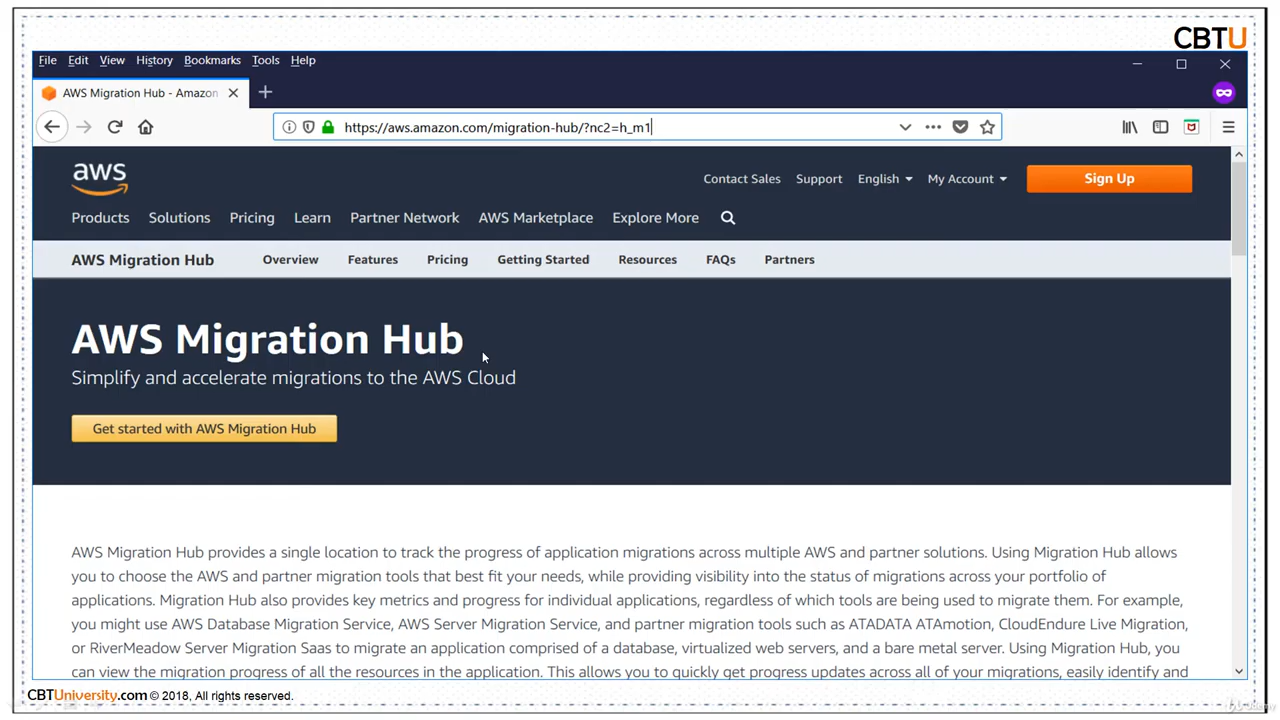 CBTU
File Edit View History Bookmarks Tools Help
AWS Migration Hub - Amazon
https://aws.amazon.com/migration-hub/?nc2=h_m1
aws
Contact Sales Support English My Account Sign Up
Products Solutions Pricing Learn Partner Network AWS Marketplace Explore More
AWS Migration Hub Overview Features Pricing Getting Started Resources FAQs Partners
AWS Migration Hub
Simplify and accelerate migrations to the AWS Cloud
Get started with AWS Migration Hub
AWS Migration Hub provides a single location to track the progress of application migrations across multiple AWS and partner solutions. Using Migration Hub allows
you to choose the AWS and partner migration tools that best fit your needs, while providing visibility into the status of migrations across your portfolio of
applications. Migration Hub also provides key metrics and progress for individual applications, regardless of which tools are being used to migrate them. For example,
you might use AWS Database Migration Service, AWS Server Migration Service, and partner migration tools such as ATADATA ATAmotion, CloudEndure Live Migration,
or RiverMeadow Server Migration Saas to migrate an application comprised of a database, virtualized web servers, and a bare metal server. Using Migration Hub, you
can view the migration progress of all the resources in the application. This allows you to quickly get progress updates across all of your migrations, easily identify and
CBTUniversity.com © 2018, All rights reserved.
Udemy